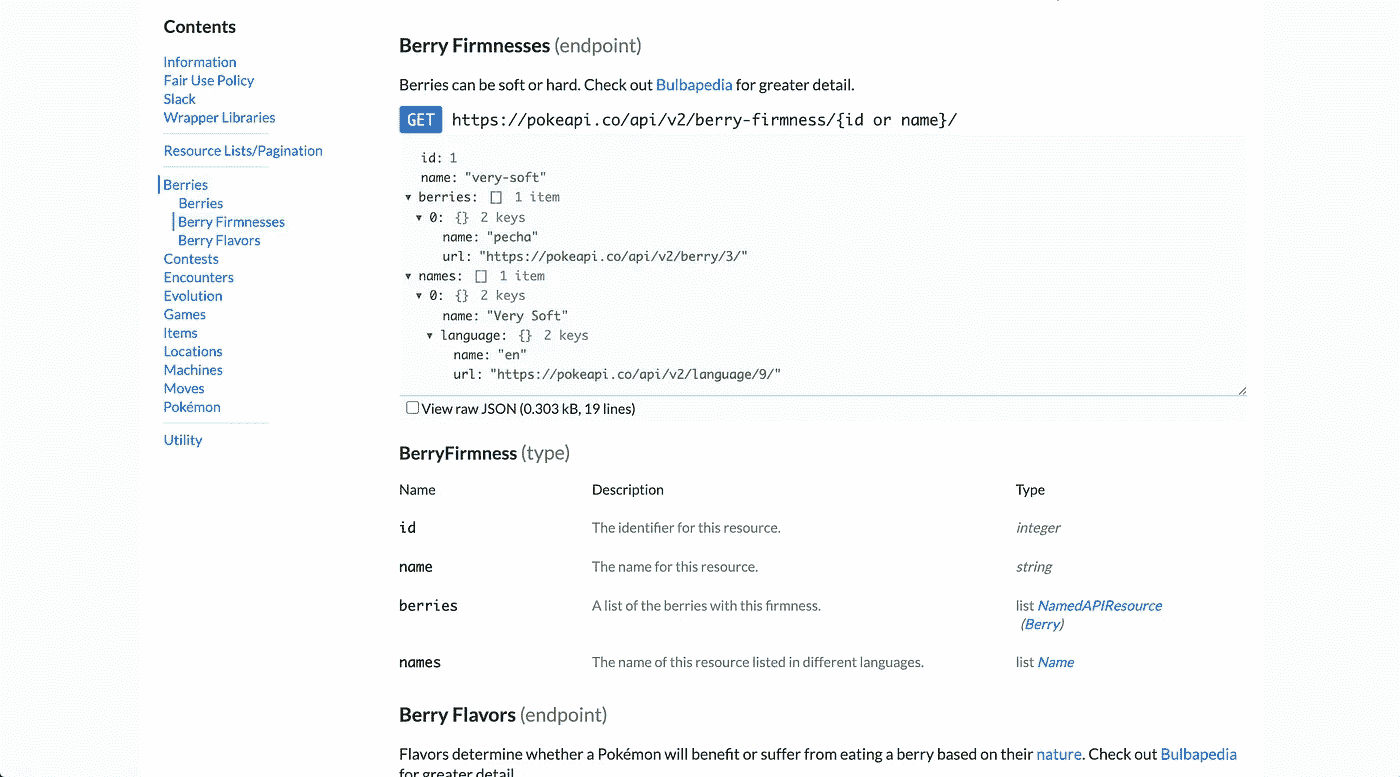 Contents
Information
Fair Use Policy
Slack
Wrapper Libraries
Resource Lists/Pagination
Berries
Berries
Berry Firmnesses
Berry Flavors
Contests
Encounters
Evolution
Games
Items
Locations
Machines
Moves
Pokémon
Utility
Berry Firmnesses (endpoint)
Berries can be soft or hard. Check out Bulbapedia for greater detail.
GET https://pokeapi.co/api/v2/berry-firmness/{id or name}/
id: 1
name: "very-soft"
▼ berries: [] 1 item
▼ 0: {} 2 keys
name: "pecha"
url: "https://pokeapi.co/api/v2/berry/3/"
▼ names: [] 1 item
▼ 0: {} 2 keys
name: "Very Soft"
▼ language: {} 2 keys
name: "en"
url: "https://pokeapi.co/api/v2/language/9/"
View raw JSON (0.303 kB, 19 lines)
BerryFirmness (type)
Name Description Type
id The identifier for this resource. integer
name The name for this resource. string
berries A list of the berries with this firmness. list NamedAPIResource
(Berry)
names The name of this resource listed in different languages. list Name
Berry Flavors (endpoint)
Flavors determine whether a Pokémon will benefit or suffer from eating a berry based on their nature. Check out Bulbapedia
for greater detail.